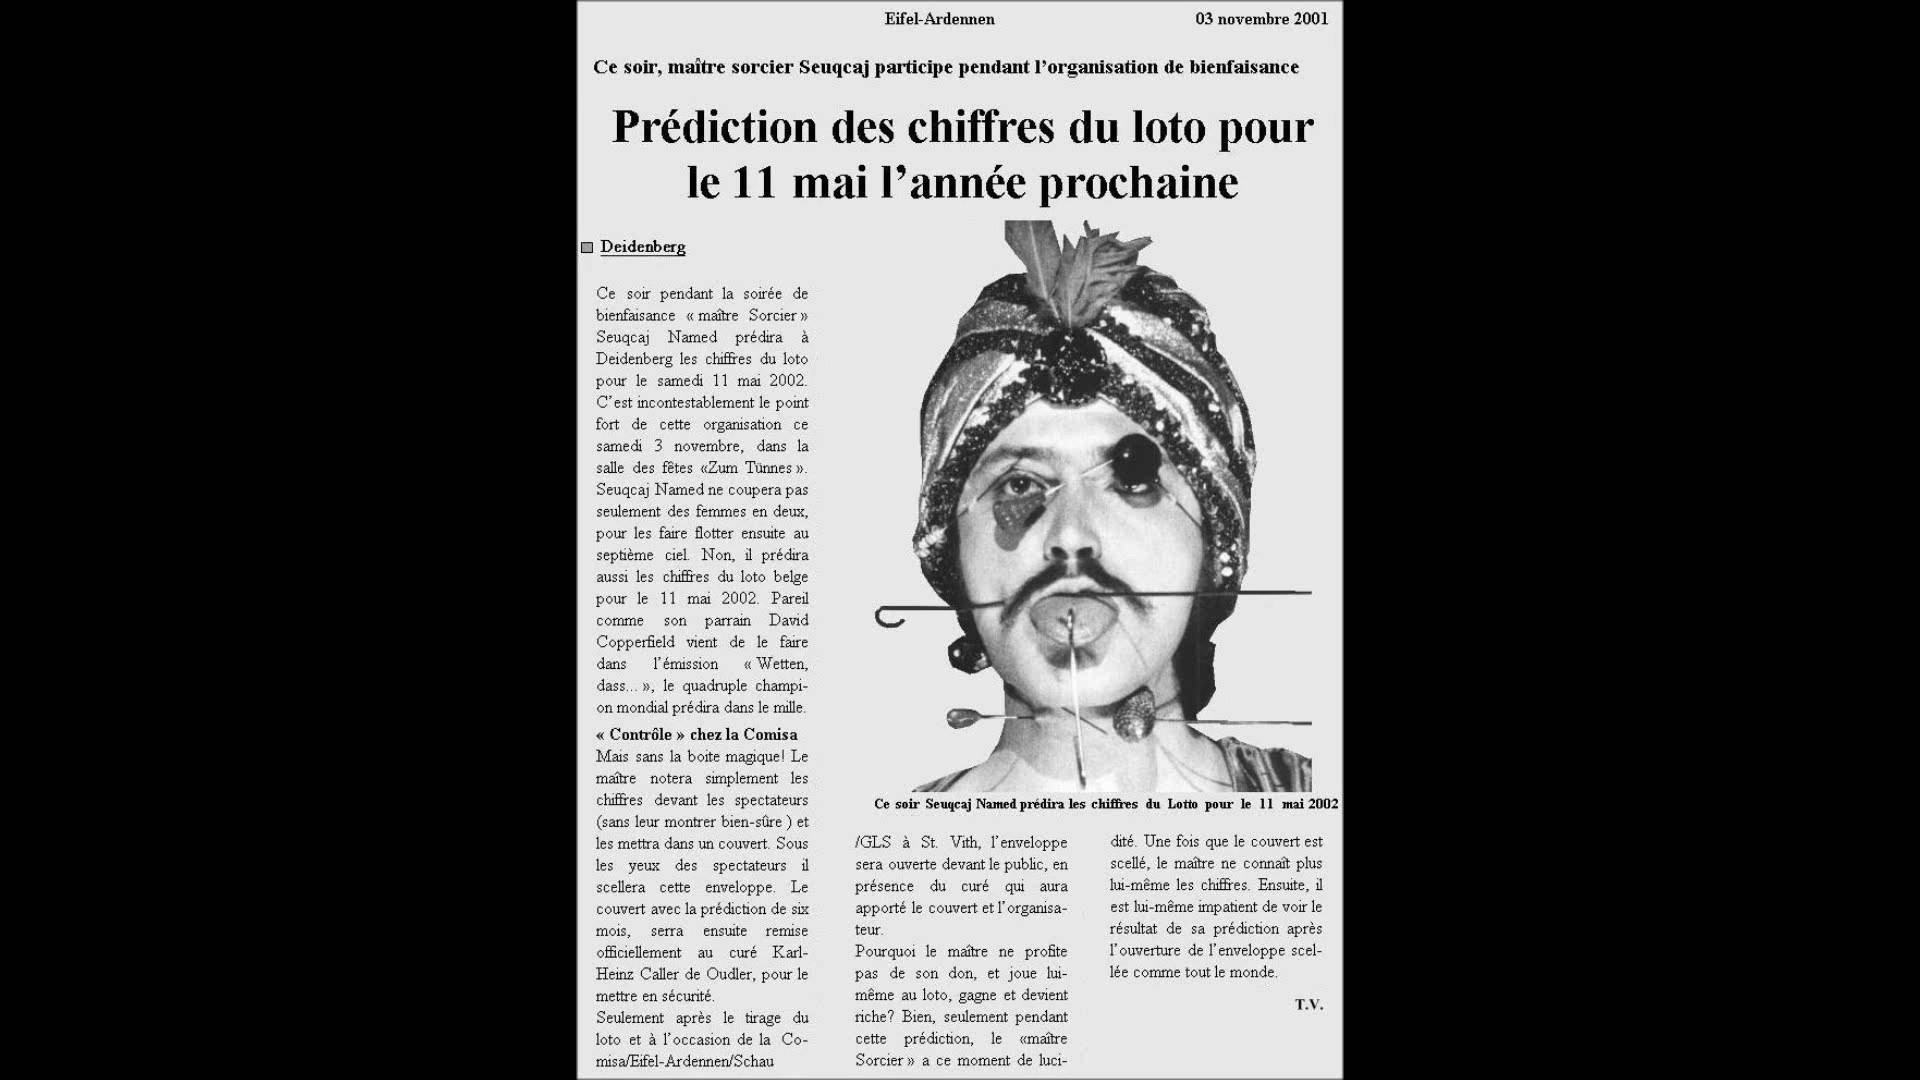 Eifel-Ardennen
03 novembre 2001
Ce soir, maître sorcier Seuqcaj participe pendant l’organisation de bienfaisance
Prédiction des chiffres du loto pour
le 11 mai l’année prochaine
Deidenberg
Ce soir pendant la soirée de
bienfaisance « maître Sorcier »
Seuqcaj Named prédira à
Deidenberg les chiffres du loto
pour le samedi 11 mai 2002.
C’est incontestablement le point
fort de cette organisation ce
samedi 3 novembre, dans la
salle des fêtes «Zum Tünnes ».
Seuqcaj Named ne coupera pas
seulement des femmes en deux,
pour les faire flotter ensuite au
septième ciel. Non, il prédira
aussi les chiffres du loto belge
pour le 11 mai 2002. Pareil
comme son parrain David
Copperfield vient de le faire
dans l’émission « Wetten,
dass... », le quadruple champi-
on mondial prédira dans le mille.
« Contrôle » chez la Comisa
Mais sans la boite magique! Le
maître notera simplement les
chiffres devant les spectateurs
(sans leur montrer bien-sûre ) et
les mettra dans un couvert. Sous
les yeux des spectateurs il
scellera cette enveloppe. Le
couvert avec la prédiction de six
mois, serra ensuite remise
officiellement au curé Karl-
Heinz Caller de Oudler, pour le
mettre en sécurité.
Seulement après le tirage du
loto et à l’occasion de la Co-
misa/Eifel-Ardennen/Schau
Ce soir Seuqcaj Named prédira les chiffres du Lotto pour le 11 mai 2002
/GLS à St. Vith, l’enveloppe
sera ouverte devant le public, en
présence du curé qui aura
apporté le couvert et l’organisa-
teur.
Pourquoi le maître ne profite
pas de son don, et joue lui-
même au loto, gagne et devient
riche? Bien, seulement pendant
cette prédiction, le «maître
Sorcier » a ce moment de luci-
dité. Une fois que le couvert est
scellé, le maître ne connaît plus
lui-même les chiffres. Ensuite, il
est lui-même impatient de voir le
résultat de sa prédiction après
l’ouverture de l’enveloppe scel-
lée comme tout le monde.
T.V.